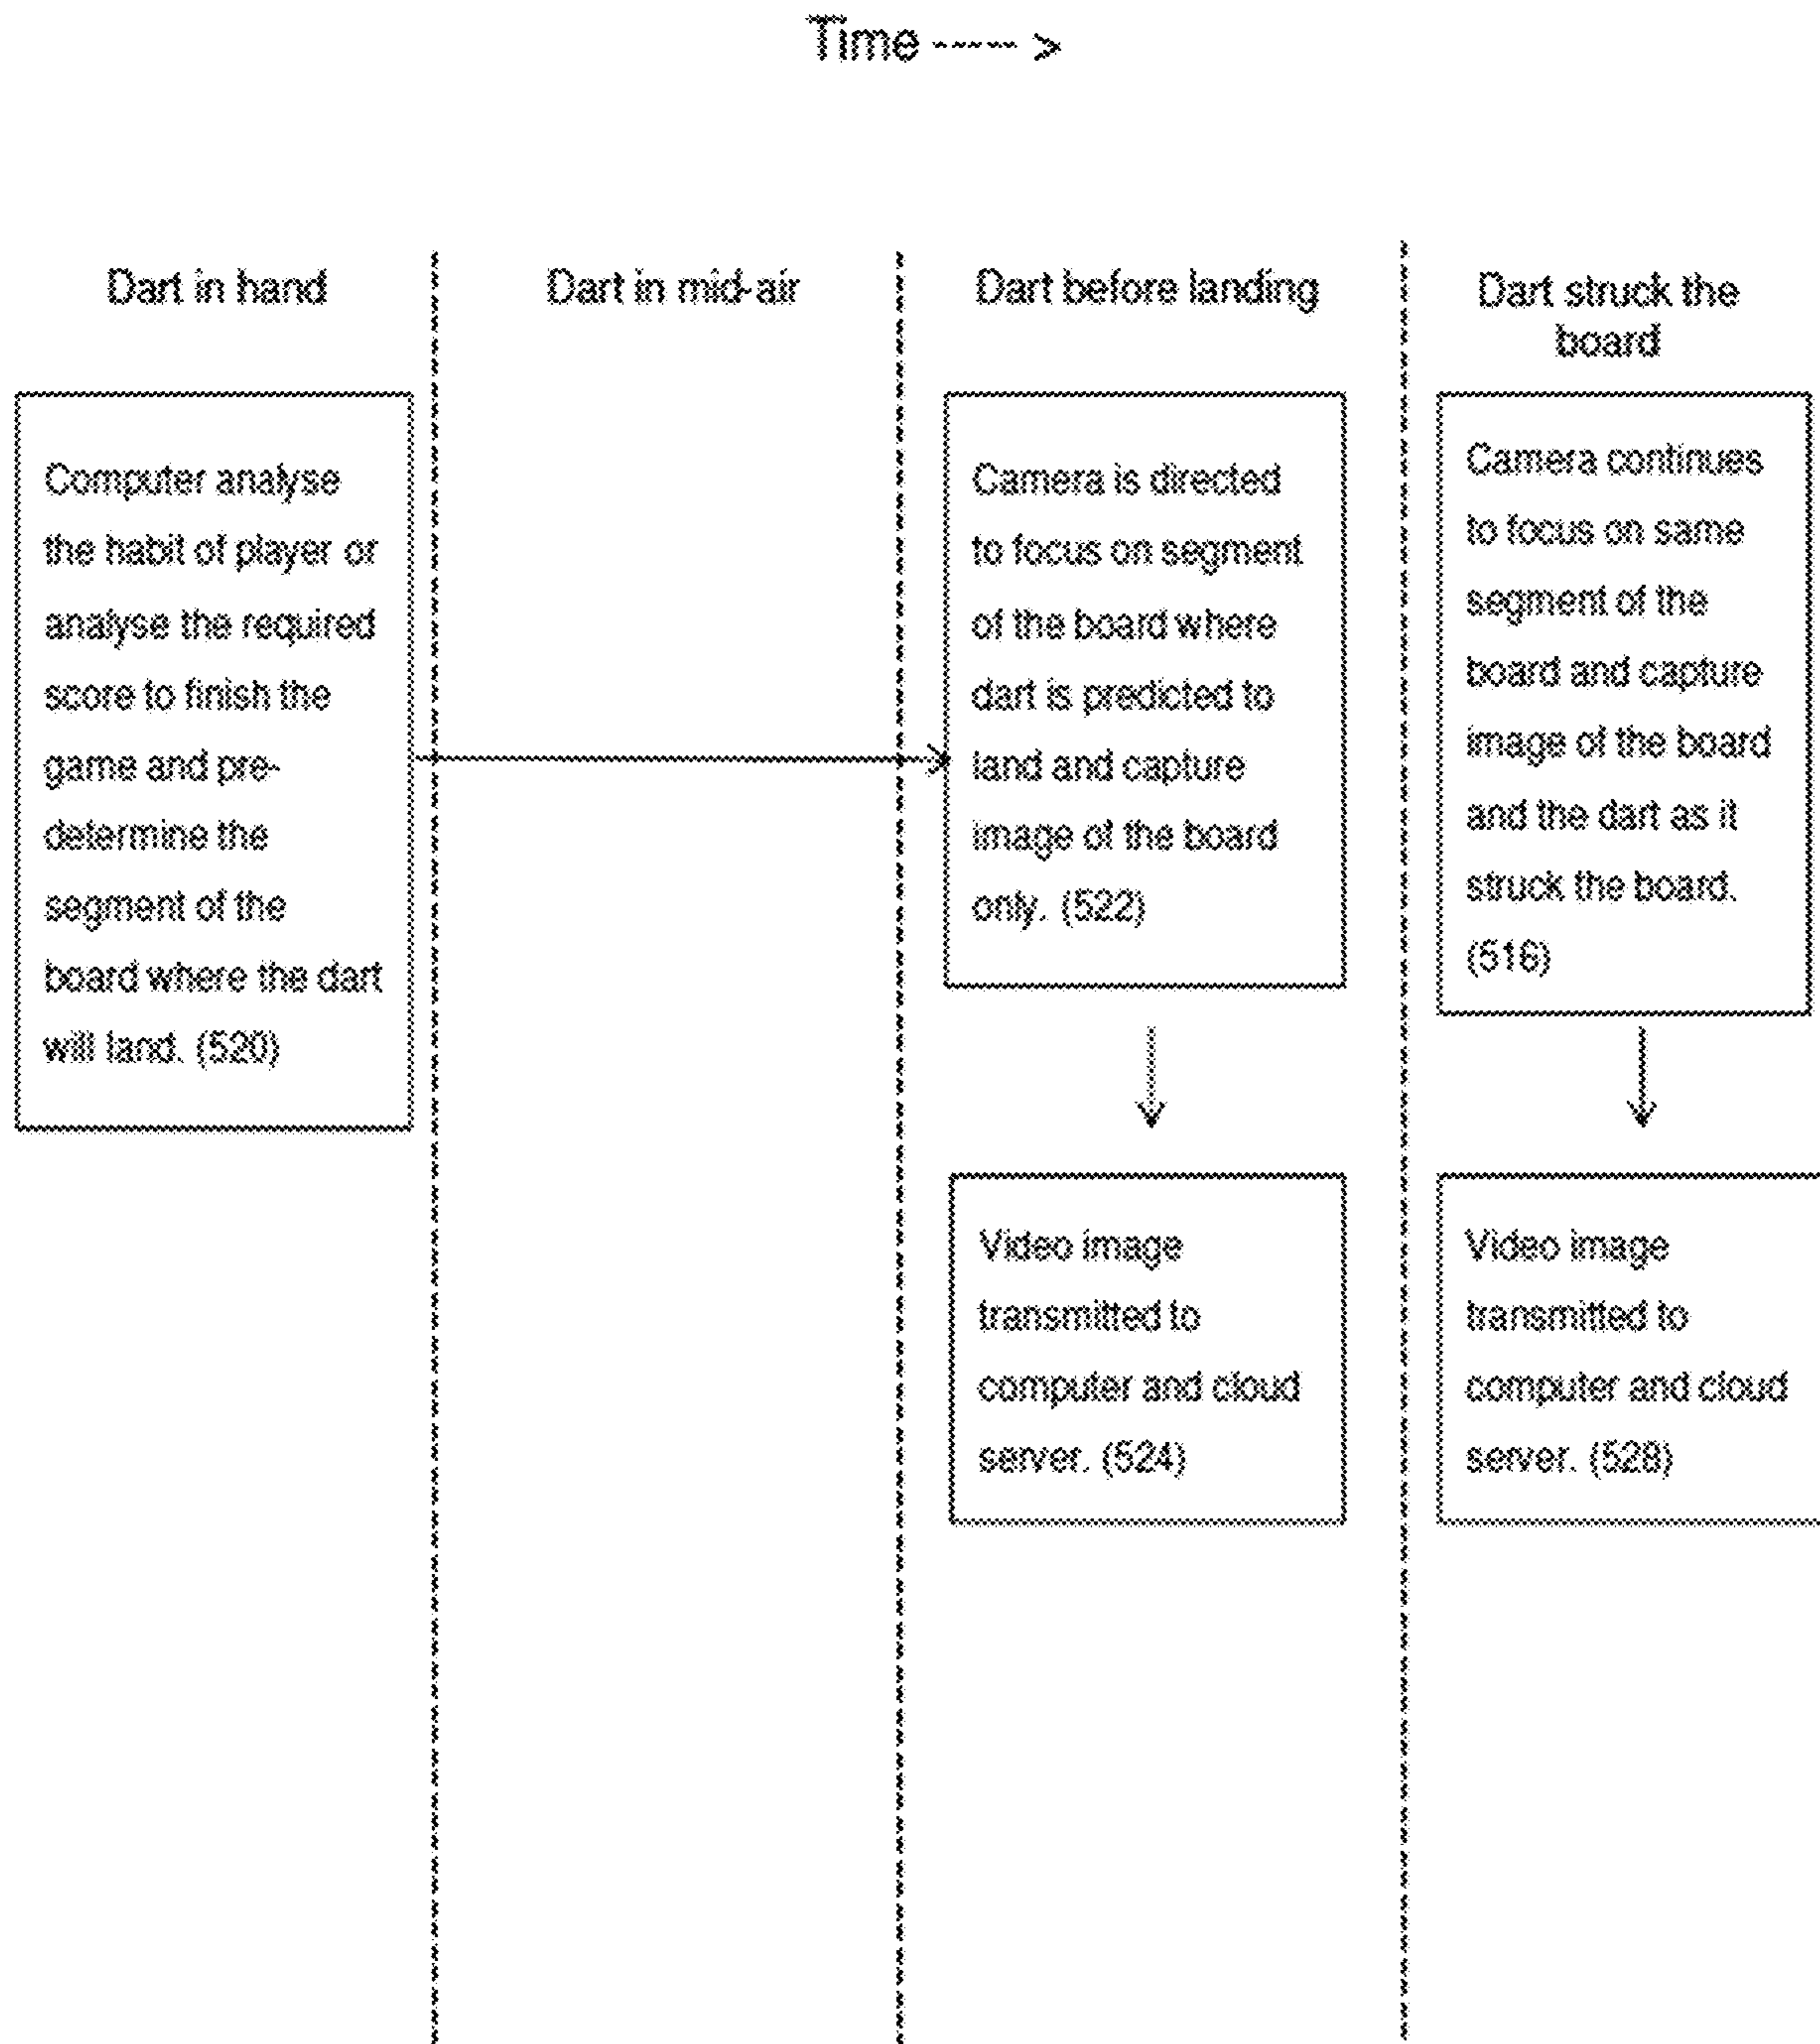 Time ----- >
Dart in hand
Dart in mid-air
Dart before landing
Dart struck the
board
Computer analyse
the habit of player or
analyse the required
score to finish the
game and pre-
determine the
segment of the
board where the dart
will land. (520)
Camera is directed
to focus on segment
of the board where
dart is predicted to
land and capture
image of the board
only. (522)
Camera continues
to focus on same
segment of the
board and capture
image of the board
and the dart as it
struck the board.
(516)
Video image
transmitted to
computer and cloud
server. (524)
Video image
transmitted to
computer and cloud
server. (528)